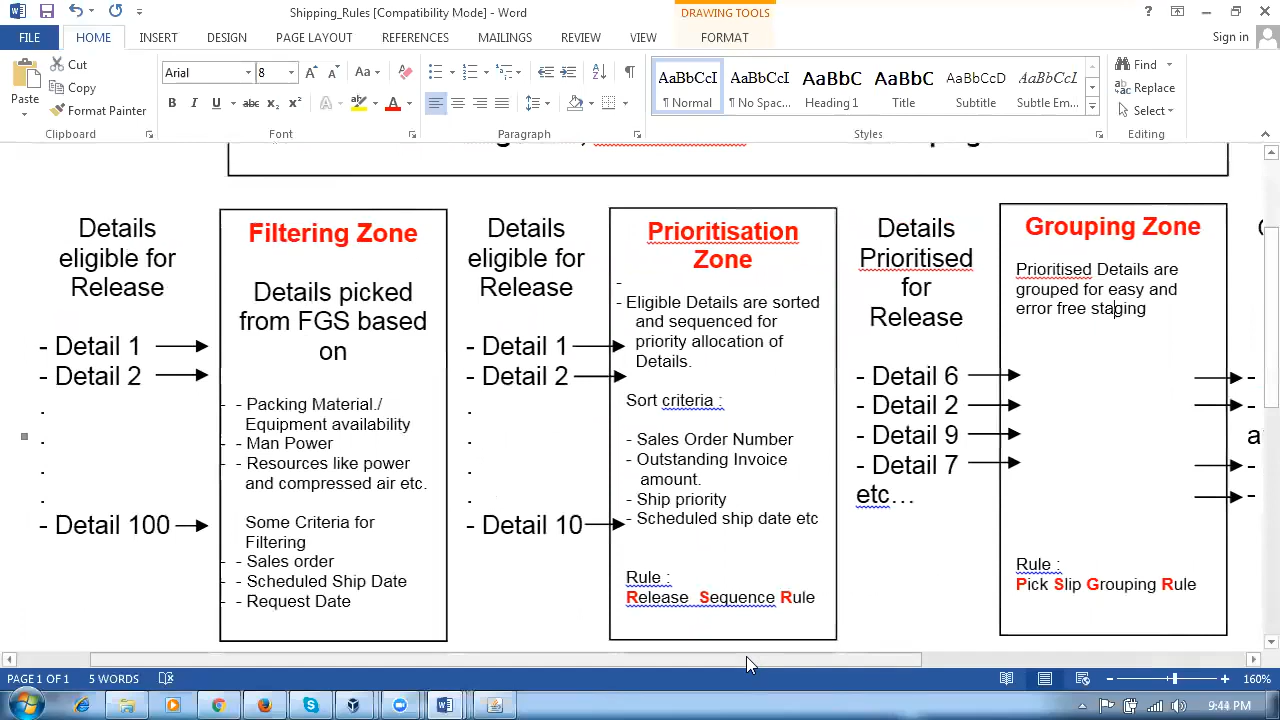 Shipping_Rules [Compatibility Mode] - Word
DRAWING TOOLS
FILE
HOME
INSERT
DESIGN
PAGE LAYOUT
REFERENCES
MAILINGS
REVIEW
VIEW
FORMAT
Sign in
Paste
Cut
Copy
Format Painter
Clipboard
Arial
8
Font
Paragraph
AaBbCcI
¶ Normal
AaBbCcI
¶ No Spac...
AaBbC
Heading 1
AaBbC
Title
AaBbCcD
Subtitle
AaBbCcI
Subtle Em...
Styles
Find
Replace
Select
Editing
Details
eligible for
Release
- Detail 1
- Detail 2
- Detail 100
Filtering Zone
Details picked
from FGS based
on
- Packing Material./
Equipment availability
- Man Power
- Resources like power
and compressed air etc.
Some Criteria for
Filtering
- Sales order
- Scheduled Ship Date
- Request Date
Details
eligible for
Release
- Detail 1
- Detail 2
- Detail 10
Prioritisation
Zone
-
- Eligible Details are sorted
and sequenced for
priority allocation of
Details.
Sort criteria :
- Sales Order Number
- Outstanding Invoice
amount.
- Ship priority
- Scheduled ship date etc
Rule :
Release Sequence Rule
Details
Prioritised
for
Release
- Detail 6
- Detail 2
- Detail 9
- Detail 7
etc...
Grouping Zone
Prioritised Details are
grouped for easy and
error free staging
Rule :
Pick Slip Grouping Rule
PAGE 1 OF 1
5 WORDS
160%
9:44 PM